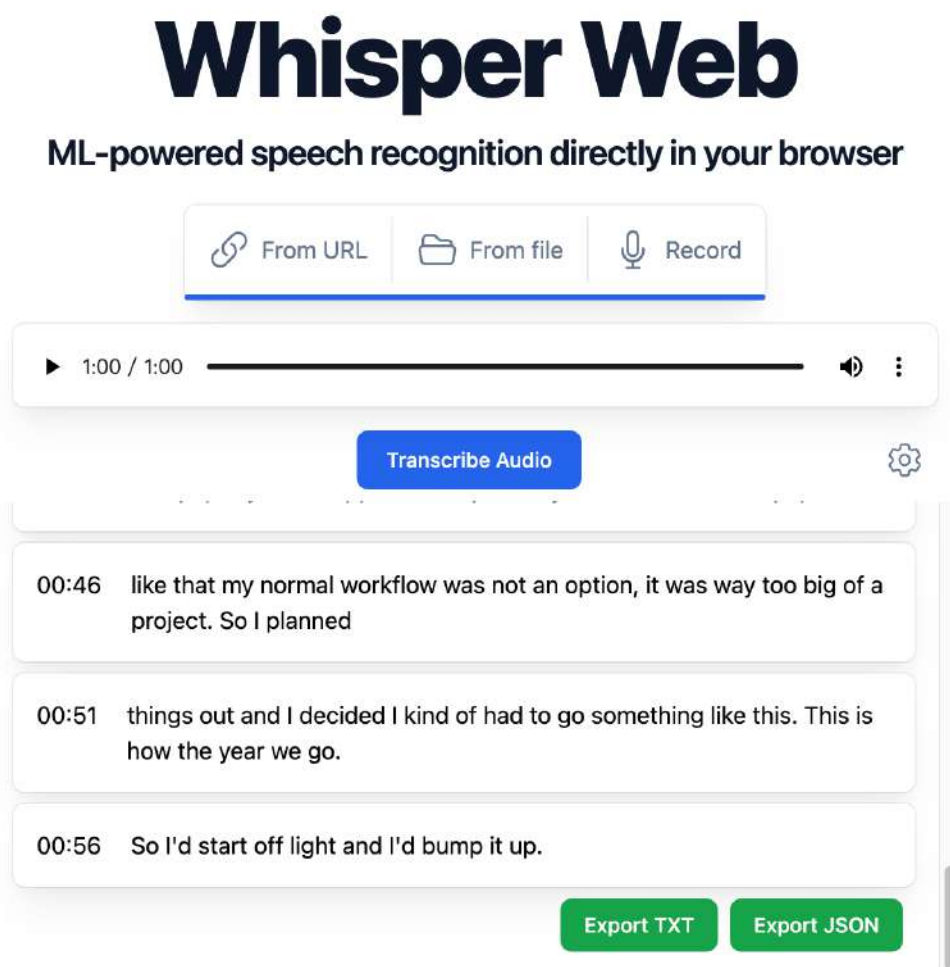 Whisper Web
ML-powered speech recognition directly in your browser
From URL
From file
Record
1:00 / 1:00
Transcribe Audio
00:46 like that my normal workflow was not an option, it was way too big of a
project. So I planned
00:51 things out and I decided I kind of had to go something like this. This is
how the year we go.
00:56 So I'd start off light and I'd bump it up.
Export TXT
Export JSON